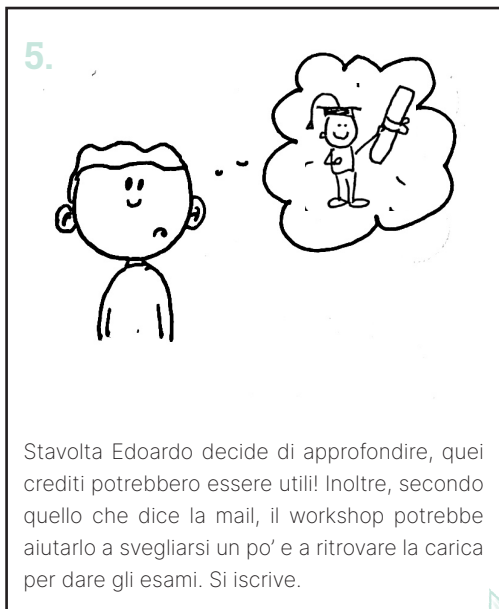 5.
Stavolta Edoardo decide di approfondire, quei
crediti potrebbero essere utili! Inoltre, secondo
quello che dice la mail, il workshop potrebbe
aiutarlo a svegliarsi un po’ e a ritrovare la carica
per dare gli esami. Si iscrive.